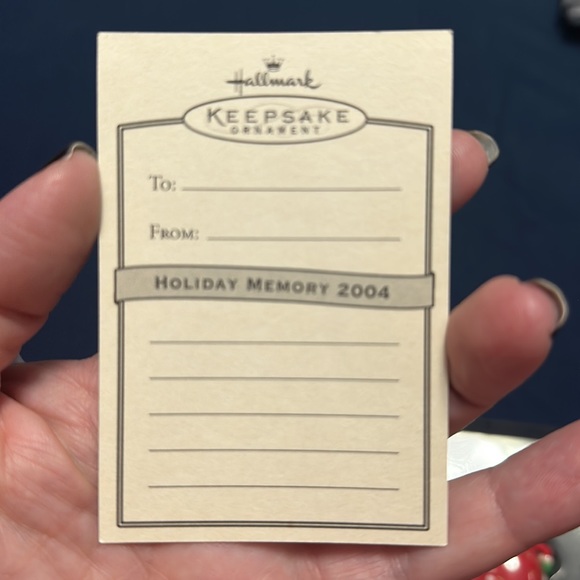 Hallmark
KEEPSAKE
ORNAMENT
TO:
FROM:
HOLIDAY MEMORY 2004